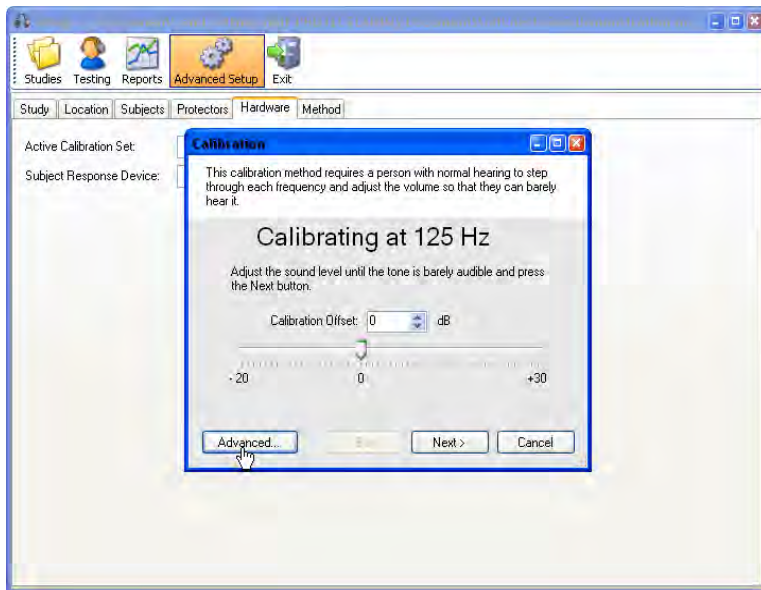 Studies Testing Reports Advanced Setup Exit
Study Location Subjects Protectors Hardware Method
Active Calibration Set:
Subject Response Device:
Calibration
This calibration method requires a person with normal hearing to step
through each frequency and adjust the volume so that they can barely
hear it.
Calibrating at 125 Hz
Adjust the sound level until the tone is barely audible and press
the Next button.
Calibration Offset: 0 dB
- 20 0 +30
Advanced... Next > Cancel